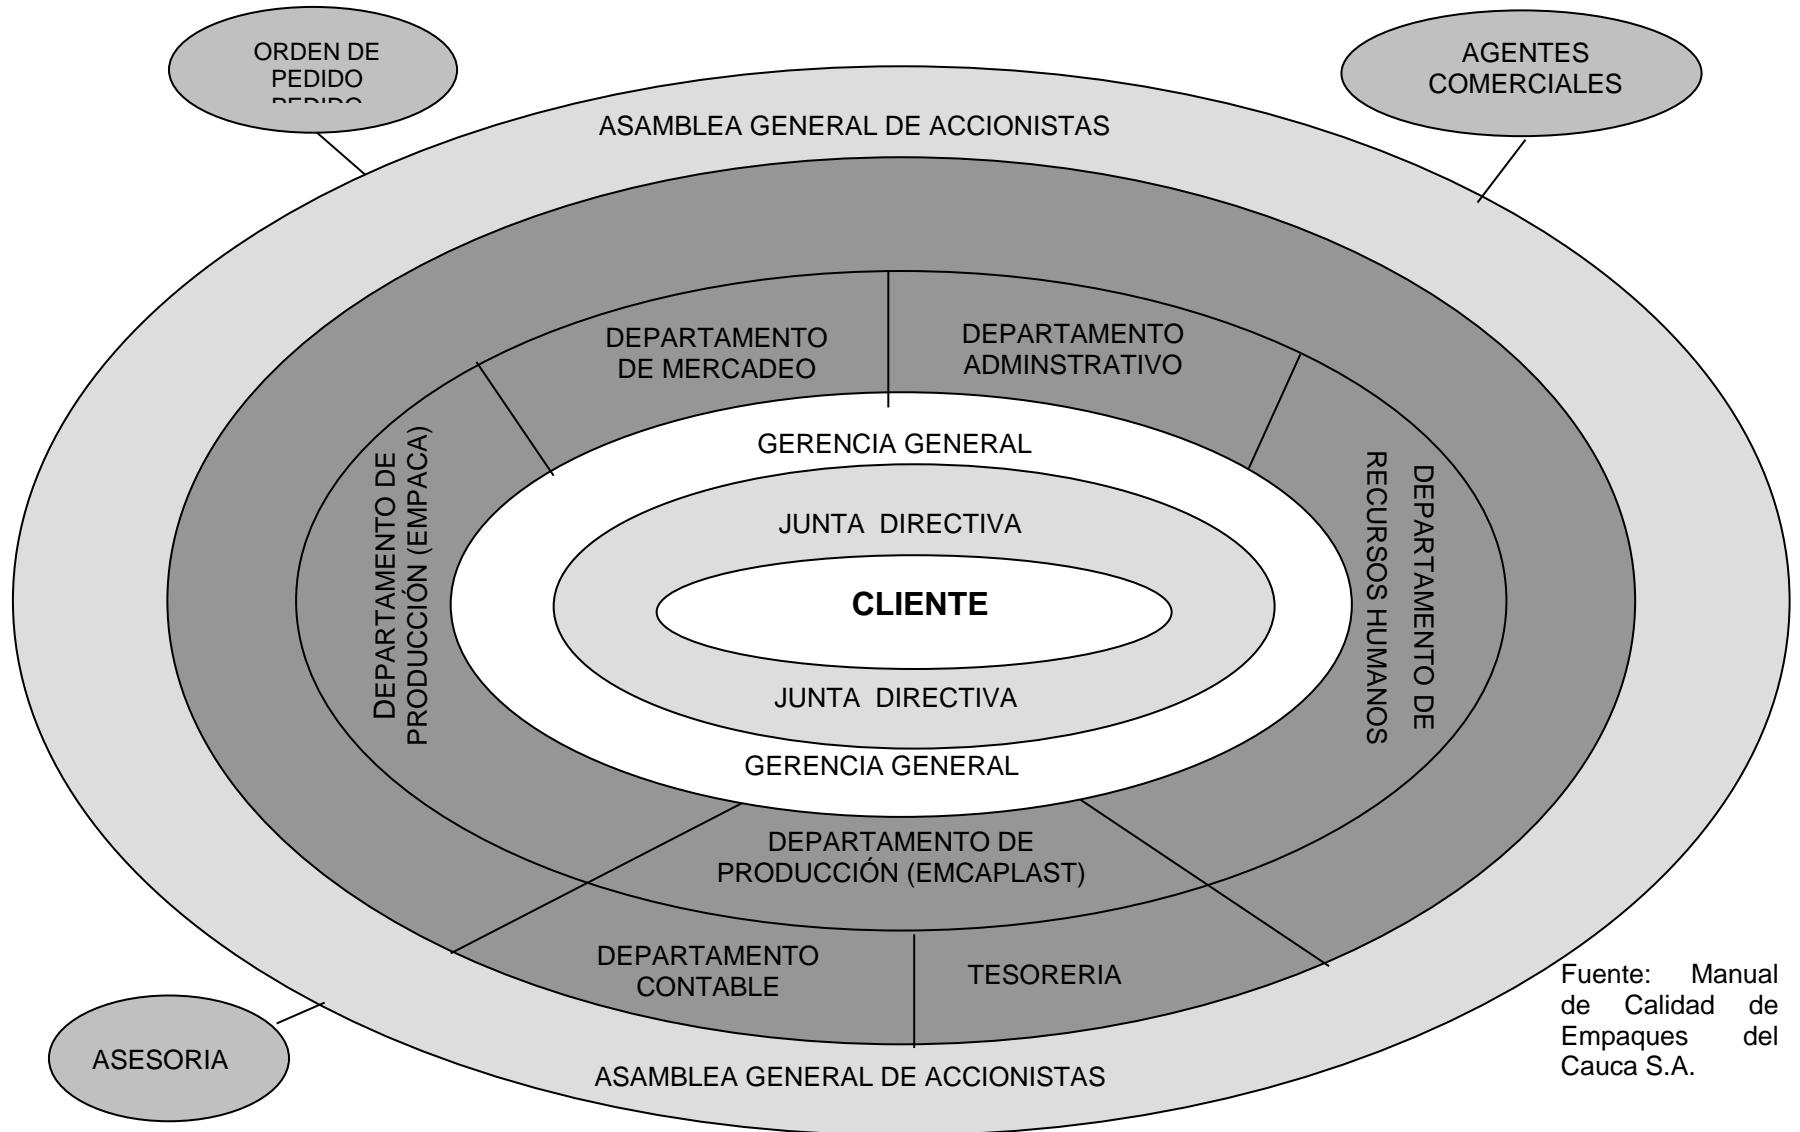 ORDEN DE
PEDIDO
PEDIDO
AGENTES
COMERCIALES
ASAMBLEA GENERAL DE ACCIONISTAS
DEPARTAMENTO
DE MERCADEO
DEPARTAMENTO
ADMINSTRATIVO
GERENCIA GENERAL
DEPARTAMENTO DE
PRODUCCIÓN (EMPACA)
DEPARTAMENTO DE
RECURSOS HUMANOS
JUNTA DIRECTIVA
CLIENTE
JUNTA DIRECTIVA
GERENCIA GENERAL
DEPARTAMENTO DE
PRODUCCIÓN (EMCAPLAST)
DEPARTAMENTO
CONTABLE
TESORERIA
Fuente: Manual
de Calidad de
Empaques del
Cauca S.A.
ASESORIA
ASAMBLEA GENERAL DE ACCIONISTAS